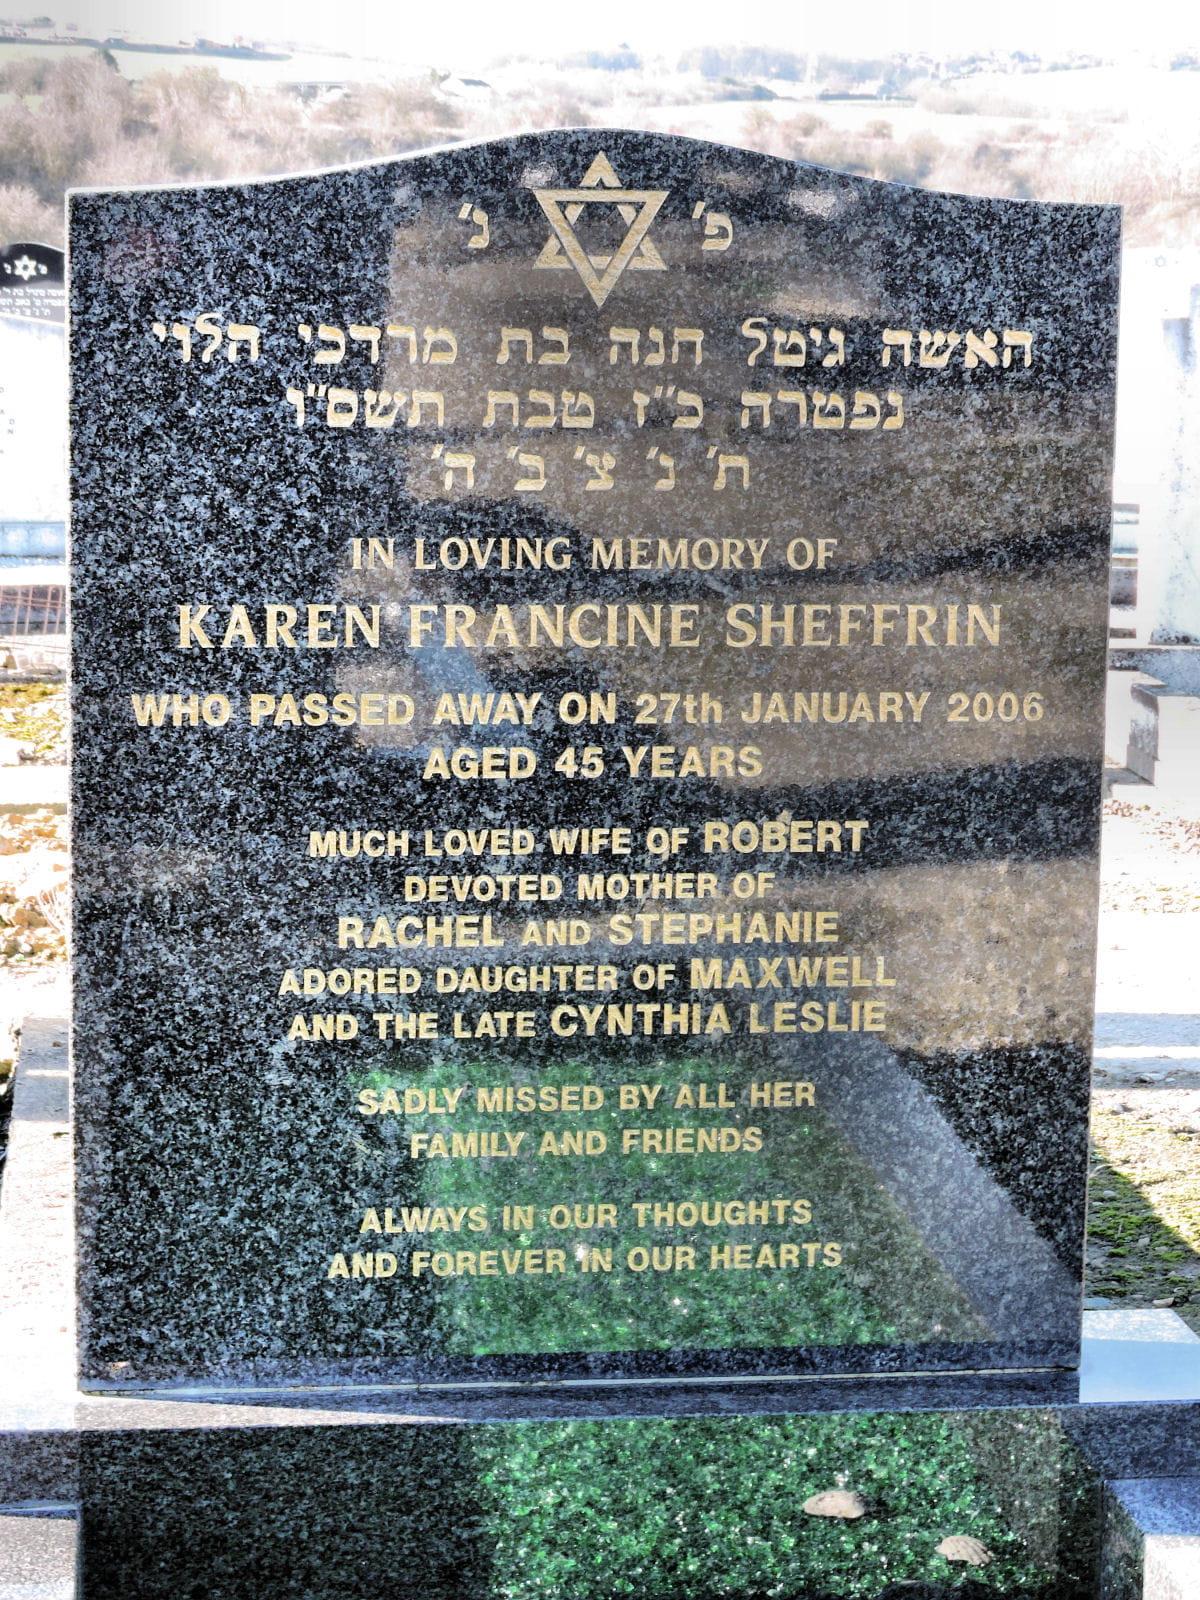 פ' נ'
האשה גיטל חנה בת מרדכי הלוי
נפטרה כ"ז טבת תשס"ו
ת' נ' צ' ב' ה'
IN LOVING MEMORY OF
KAREN FRANCINE SHEFFRIN
WHO PASSED AWAY ON 27th JANUARY 2006
AGED 45 YEARS
MUCH LOVED WIFE OF ROBERT
DEVOTED MOTHER OF
RACHEL AND STEPHANIE
ADORED DAUGHTER OF MAXWELL
AND THE LATE CYNTHIA LESLIE
SADLY MISSED BY ALL HER
FAMILY AND FRIENDS
ALWAYS IN OUR THOUGHTS
AND FOREVER IN OUR HEARTS